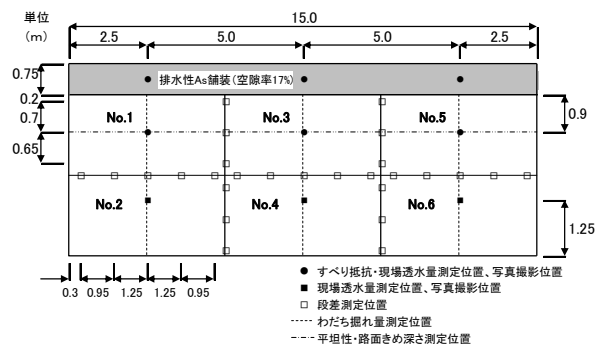 単位
(m)
15.0
2.5 5.0 5.0 2.5
0.75
排水性As舗装(空隙率17%)
0.2
0.7
0.65
0.9
No.1 No.3 No.5
No.2 No.4 No.6
1.25
0.3 0.95 1.25 1.25 0.95
● すべり抵抗・現場透水量測定位置、写真撮影位置
■ 現場透水量測定位置、写真撮影位置
□ 段差測定位置
わだち掘れ量測定位置
平坦性・路面きめ深さ測定位置